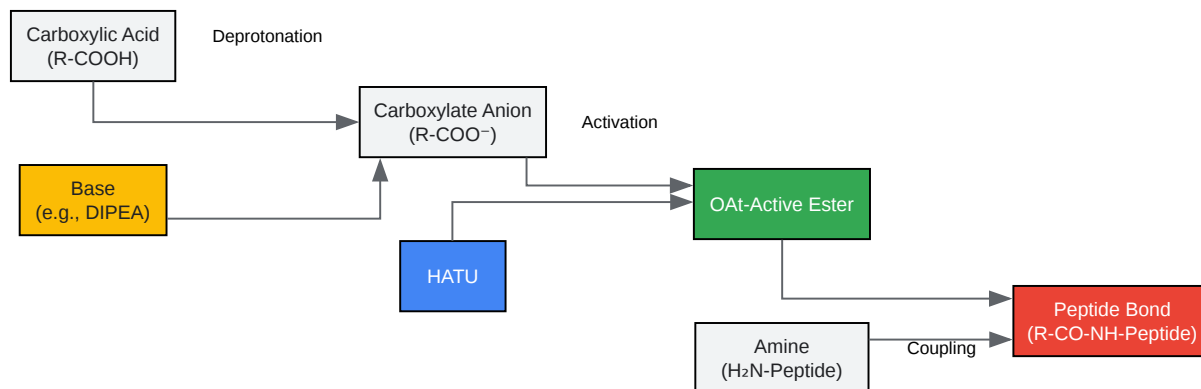 Carboxylic Acid
(R-COOH)
Deprotonation
Carboxylate Anion
(R-COO⁻)
Activation
Base
(e.g., DIPEA)
OAt-Active Ester
HATU
Peptide Bond
(R-CO-NH-Peptide)
Amine
(H₂N-Peptide)
Coupling